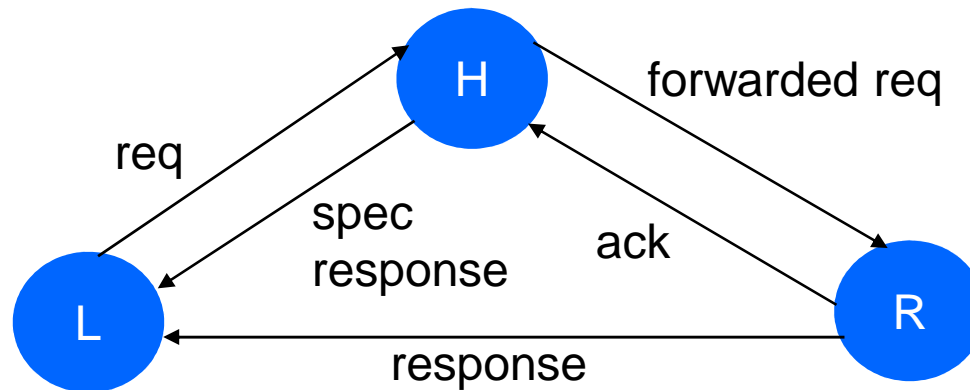 H
forwarded req
req
spec
response
ack
L
R
response